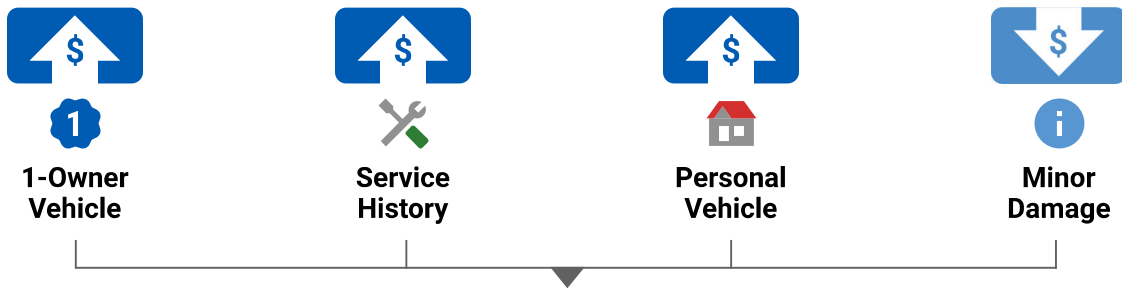 $ $ $ $
1 i
1-Owner Service Personal Minor
Vehicle History Vehicle Damage